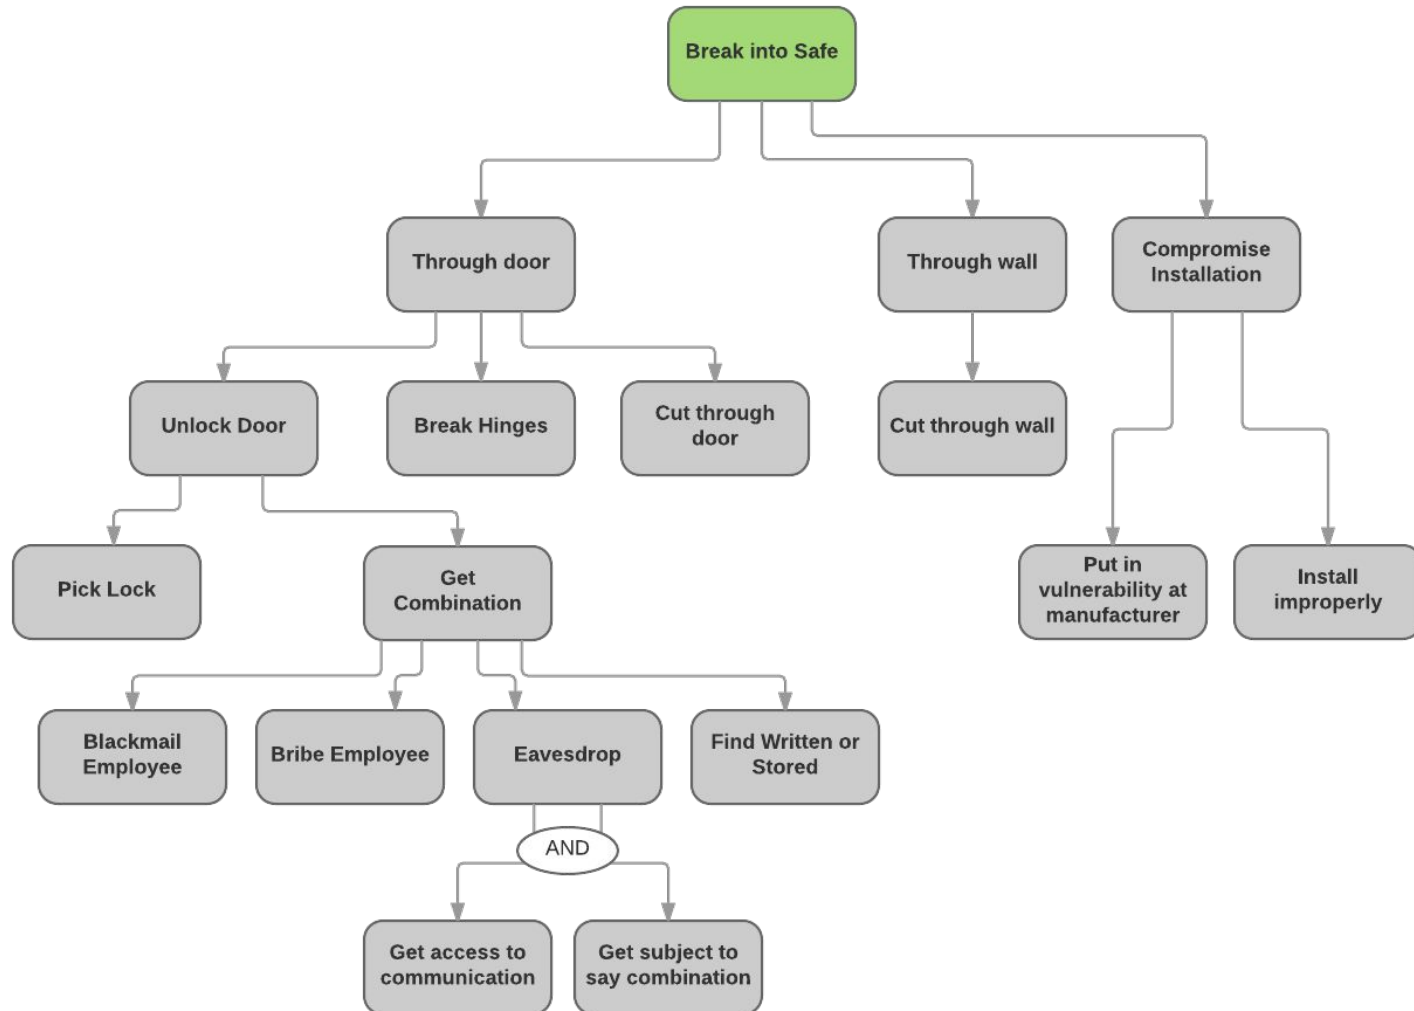 Break into Safe
Through door
Through wall
Compromise
Installation
Unlock Door
Break Hinges
Cut through
door
Cut through wall
Pick Lock
Get
Combination
Put in
vulnerability at
manufacturer
Install
improperly
Blackmail
Employee
Bribe Employee
Eavesdrop
Find Written or
Stored
AND
Get access to
communication
Get subject to
say combination